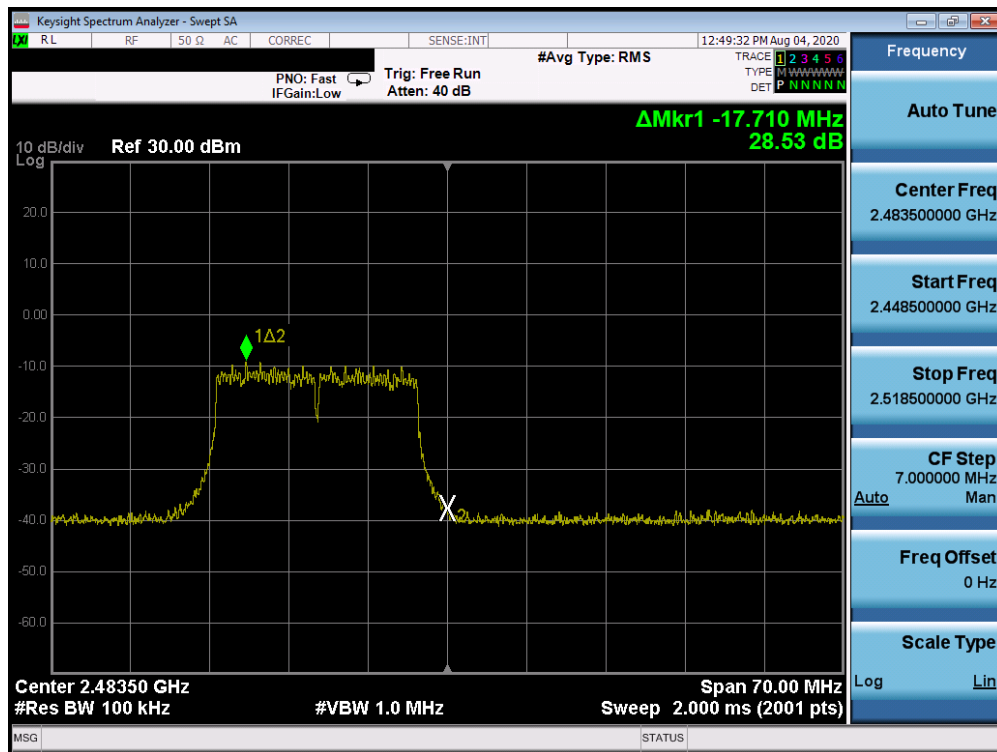 Keysight Spectrum Analyzer - Swept SA
LXI RL RF 50 Ω AC CORREC SENSE:INT 12:49:32 PM Aug 04, 2020
PNO: Fast
IFGain:Low
Trig: Free Run
Atten: 40 dB
#Avg Type: RMS
TRACE 1 2 3 4 5 6
TYPE M WWWWW
DET P N N N N N
ΔMkr1 -17.710 MHz
28.53 dB
10 dB/div Ref 30.00 dBm
Log
20.0
10.0
0.00
-10.0
-20.0
-30.0
-40.0
-50.0
-60.0
1Δ2
2
Center 2.48350 GHz Span 70.00 MHz
#Res BW 100 kHz #VBW 1.0 MHz Sweep 2.000 ms (2001 pts)
MSG STATUS
Frequency
Auto Tune
Center Freq
2.483500000 GHz
Start Freq
2.448500000 GHz
Stop Freq
2.518500000 GHz
CF Step
7.000000 MHz
Auto Man
Freq Offset
0 Hz
Scale Type
Log Lin